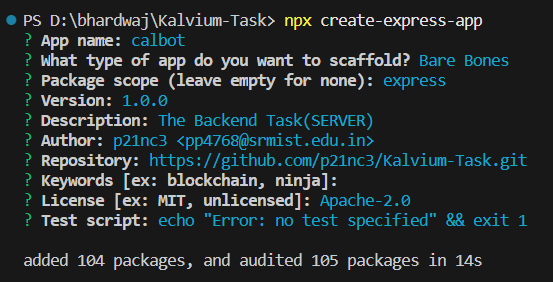 PS D:\bhardwaj\Kalvium-Task> npx create-express-app
? App name: calbot
? What type of app do you want to scaffold? Bare Bones
? Package scope (leave empty for none): express
? Version: 1.0.0
? Description: The Backend Task(SERVER)
? Author: p21nc3 <pp4768@srmist.edu.in>
? Repository: https://github.com/p21nc3/Kalvium-Task.git
? Keywords [ex: blockchain, ninja]:
? License [ex: MIT, unlicensed]: Apache-2.0
? Test script: echo "Error: no test specified" && exit 1
added 104 packages, and audited 105 packages in 14s